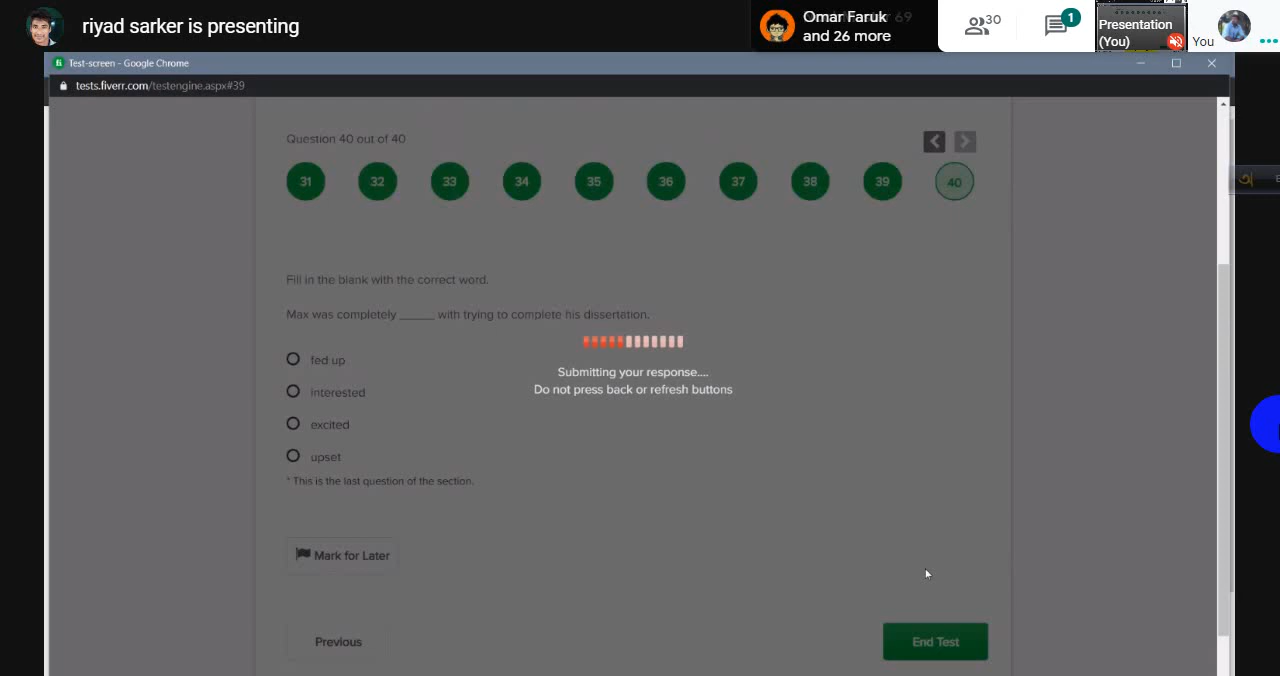 riyad sarker is presenting
Omar Faruk 69
and 26 more
30
1
Presentation
(You)
You
Test-screen - Google Chrome
tests.fiverr.com/testengine.aspx#39
Question 40 out of 40
31 32 33 34 35 36 37 38 39 40
Fill in the blank with the correct word.
Max was completely _____ with trying to complete his dissertation.
fed up
interested
excited
upset
Submitting your response....
Do not press back or refresh buttons
* This is the last question of the section.
Mark for Later
Previous
End Test
অ